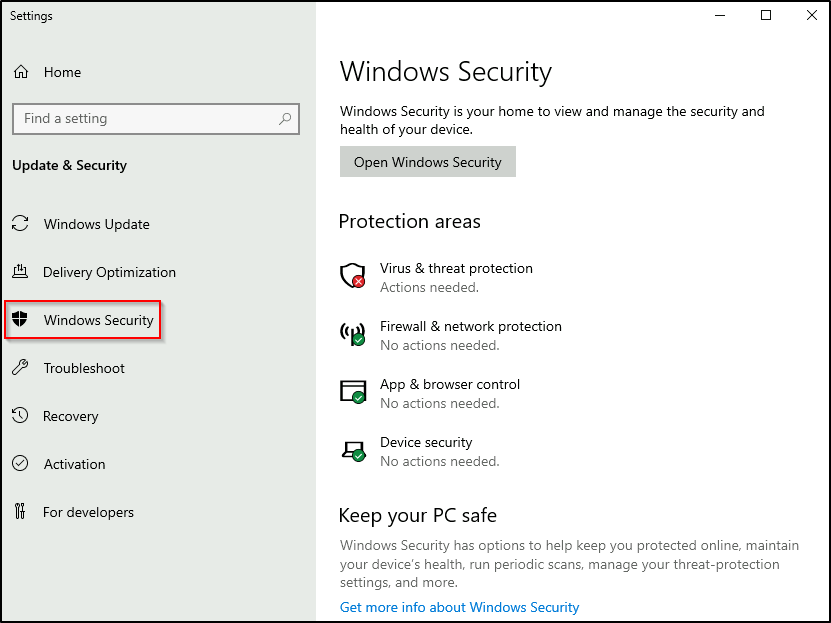 Settings
Home
Find a setting
Update & Security
Windows Update
Delivery Optimization
Windows Security
Troubleshoot
Recovery
Activation
For developers
Windows Security
Windows Security is your home to view and manage the security and
health of your device.
Open Windows Security
Protection areas
Virus & threat protection
Actions needed.
Firewall & network protection
No actions needed.
App & browser control
No actions needed.
Device security
No actions needed.
Keep your PC safe
Windows Security has options to help keep you protected online, maintain
your device's health, run periodic scans, manage your threat-protection
settings, and more.
Get more info about Windows Security